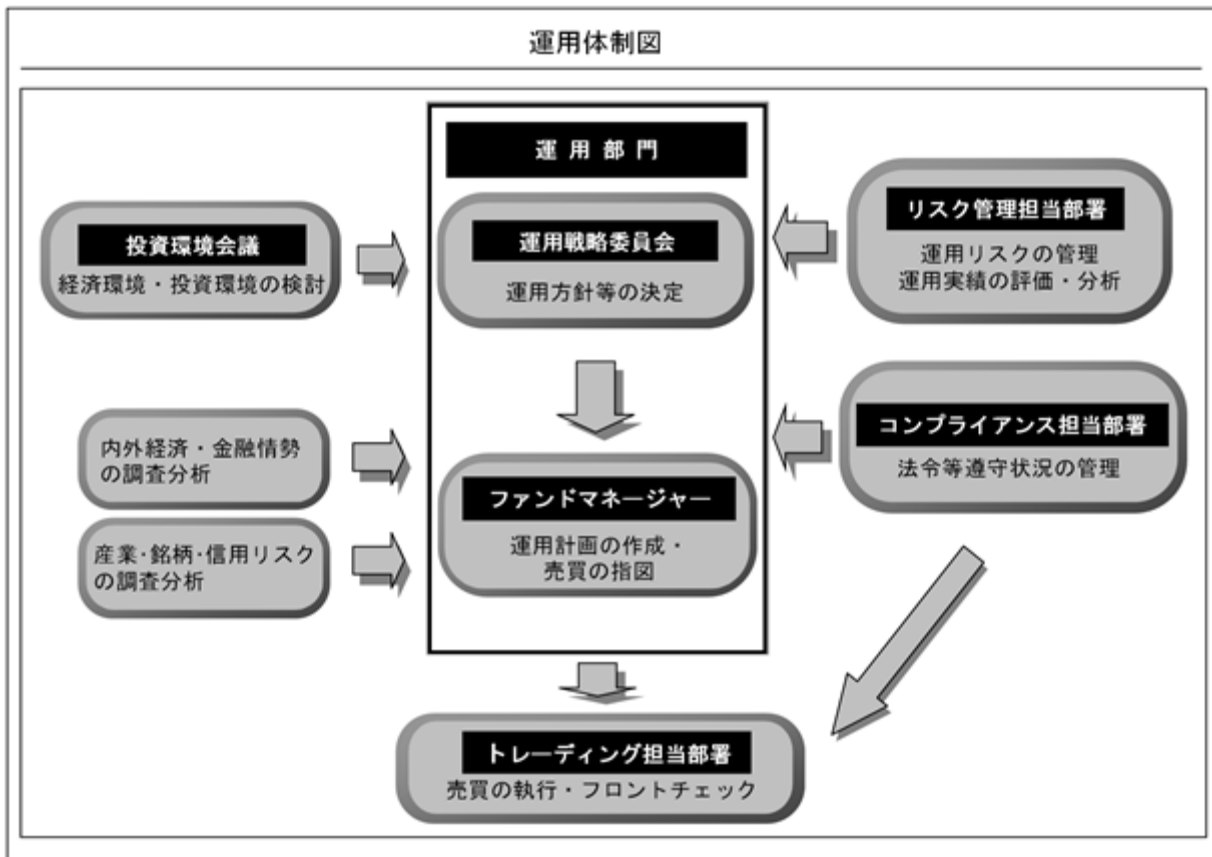 運用体制図
運用部門
投資環境会議
経済環境・投資環境の検討
運用戦略委員会
運用方針等の決定
リスク管理担当部署
運用リスクの管理
運用実績の評価・分析
内外経済・金融情勢
の調査分析
産業・銘柄・信用リスク
の調査分析
ファンドマネージャー
運用計画の作成・
売買の指図
コンプライアンス担当部署
法令等遵守状況の管理
トレーディング担当部署
売買の執行・フロントチェック